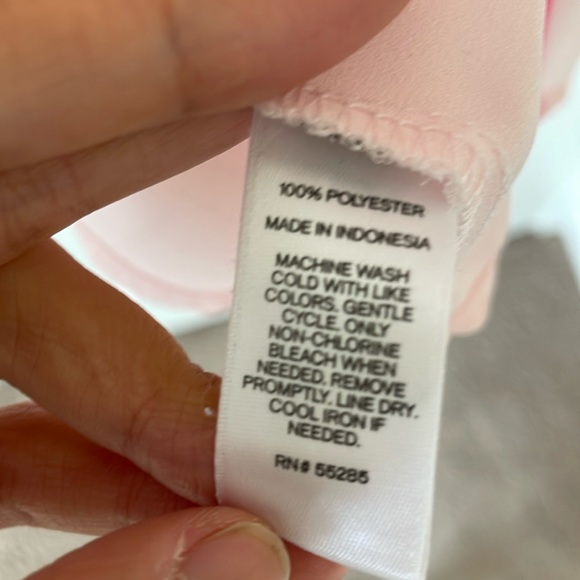 100% POLYESTER
MADE IN INDONESIA
MACHINE WASH
COLD WITH LIKE
COLORS. GENTLE
CYCLE. ONLY
NON-CHLORINE
BLEACH WHEN
NEEDED. REMOVE
PROMPTLY. LINE DRY.
COOL IRON IF
NEEDED.
RN# 55285